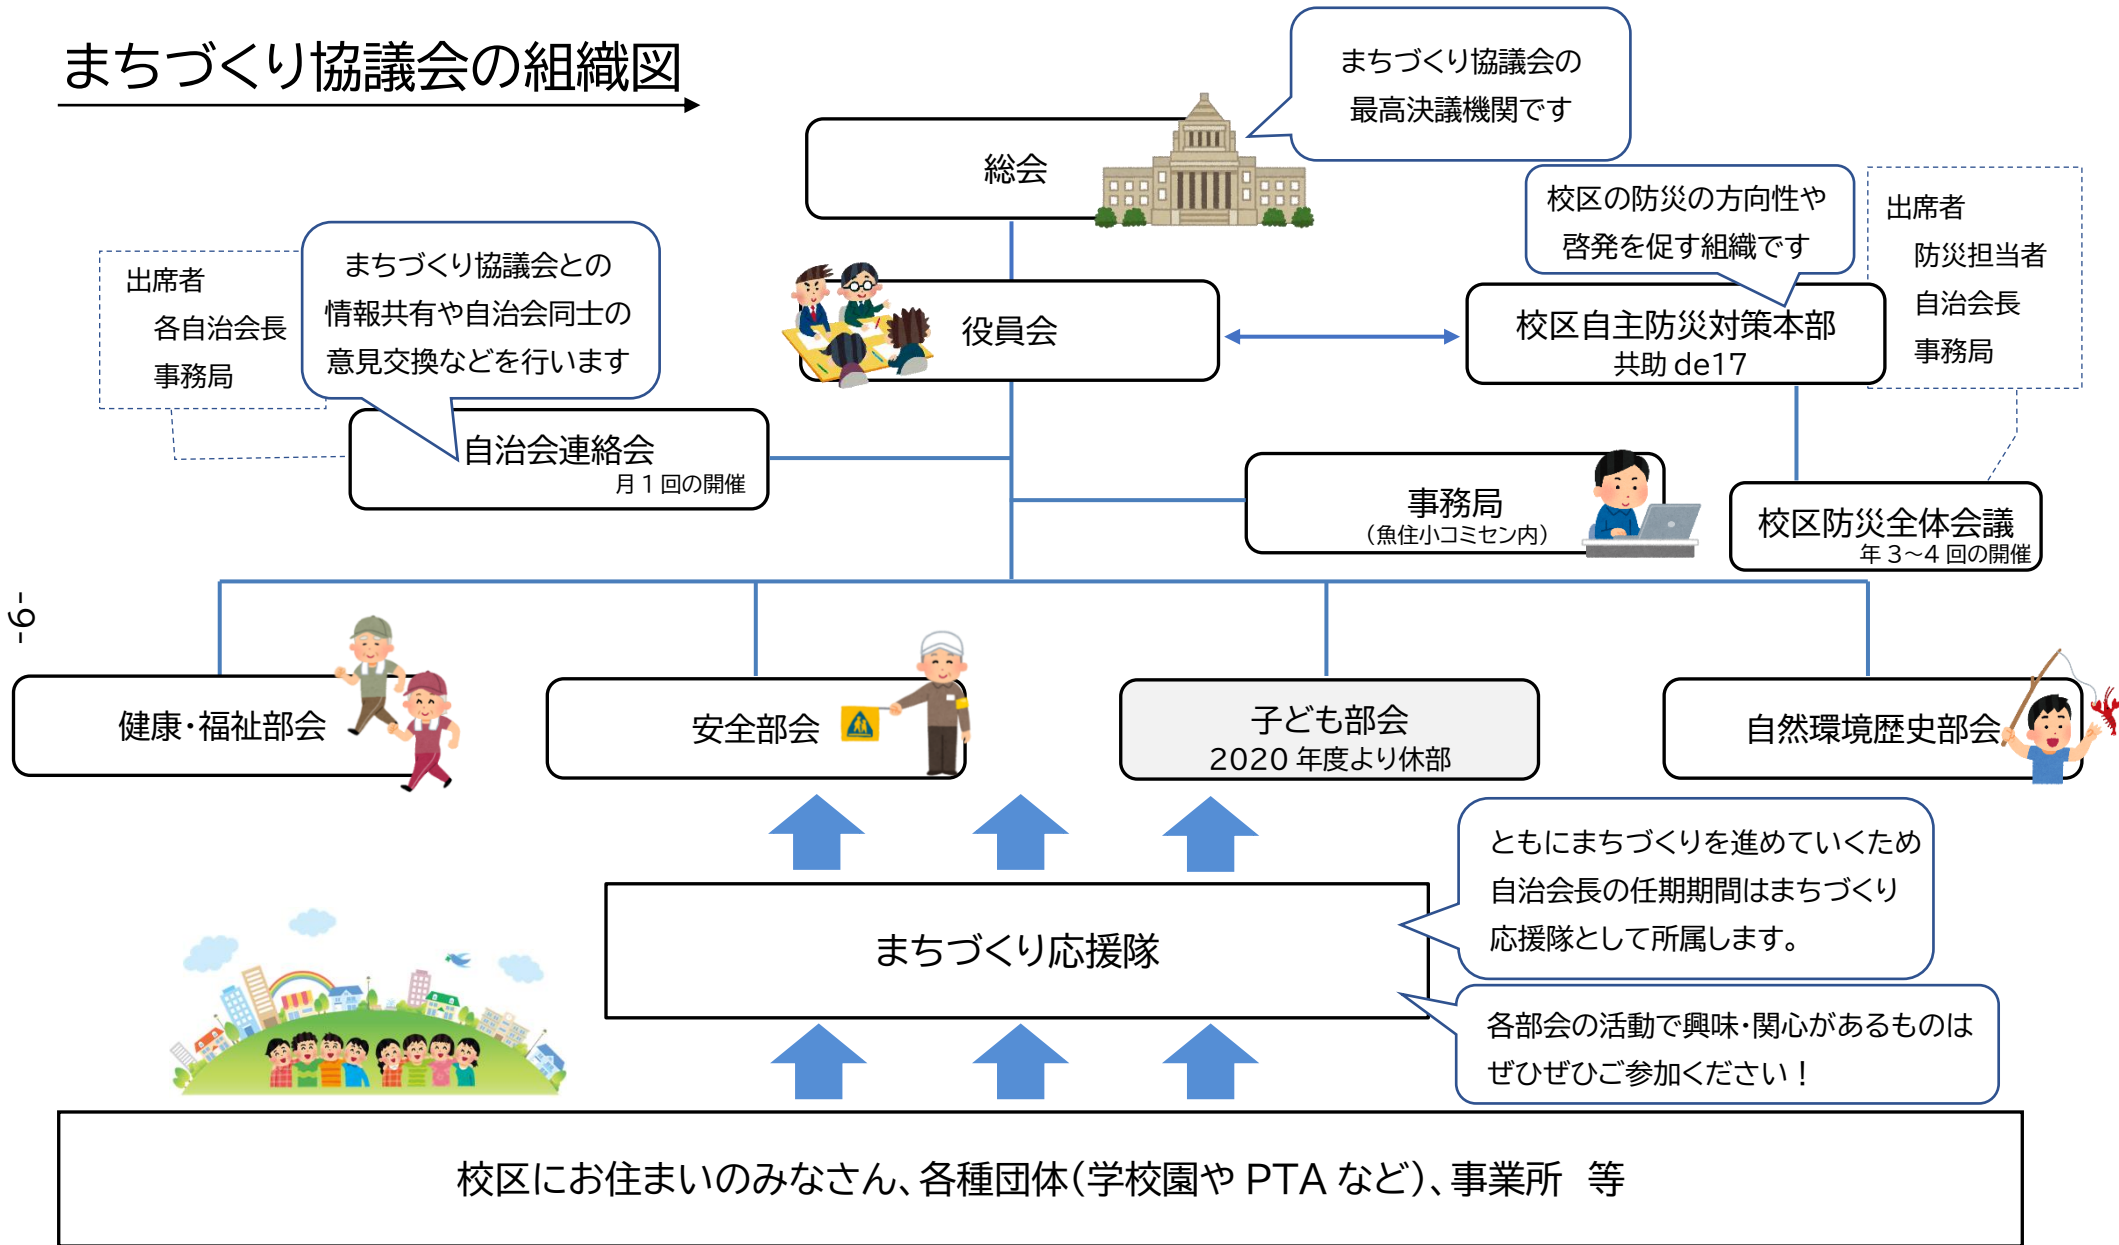 まちづくり協議会の組織図
まちづくり協議会の
最高決議機関です
総会
校区の防災の方向性や
啓発を促す組織です
出席者
防災担当者
自治会長
事務局
出席者
各自治会長
事務局
まちづくり協議会との
情報共有や自治会同士の
意見交換などを行います
役員会
校区自主防災対策本部
共助 de17
自治会連絡会
月1回の開催
事務局
（魚住小コミセン内）
校区防災全体会議
年3～4回の開催
-9-
健康・福祉部会
安全部会
子ども部会
2020 年度より休部
自然環境歴史部会
ともにまちづくりを進めていくため
自治会長の任期期間はまちづくり
応援隊として所属します。
まちづくり応援隊
各部会の活動で興味・関心があるものは
ぜひぜひご参加ください！
校区にお住まいのみなさん、各種団体（学校園や PTA など）、事業所　等